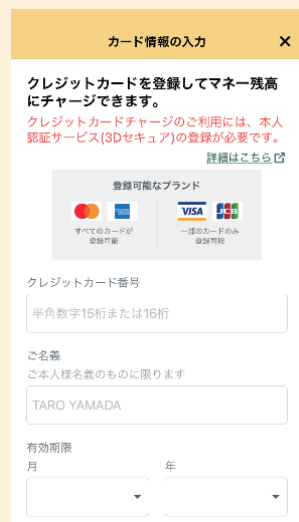 カード情報の入力
クレジットカードを登録してマネー残高
にチャージできます。
クレジットカードチャージのご利用には、本人
認証サービス(3Dセキュア)の登録が必要です。
詳細はこちら
登録可能なブランド
VISA JCB
すべてのカードが
登録可能
一部のカードのみ
登録可能
クレジットカード番号
半角数字15桁または16桁
ご名義
ご本人様名義のものに限ります
TARO YAMADA
有効期限
月 年